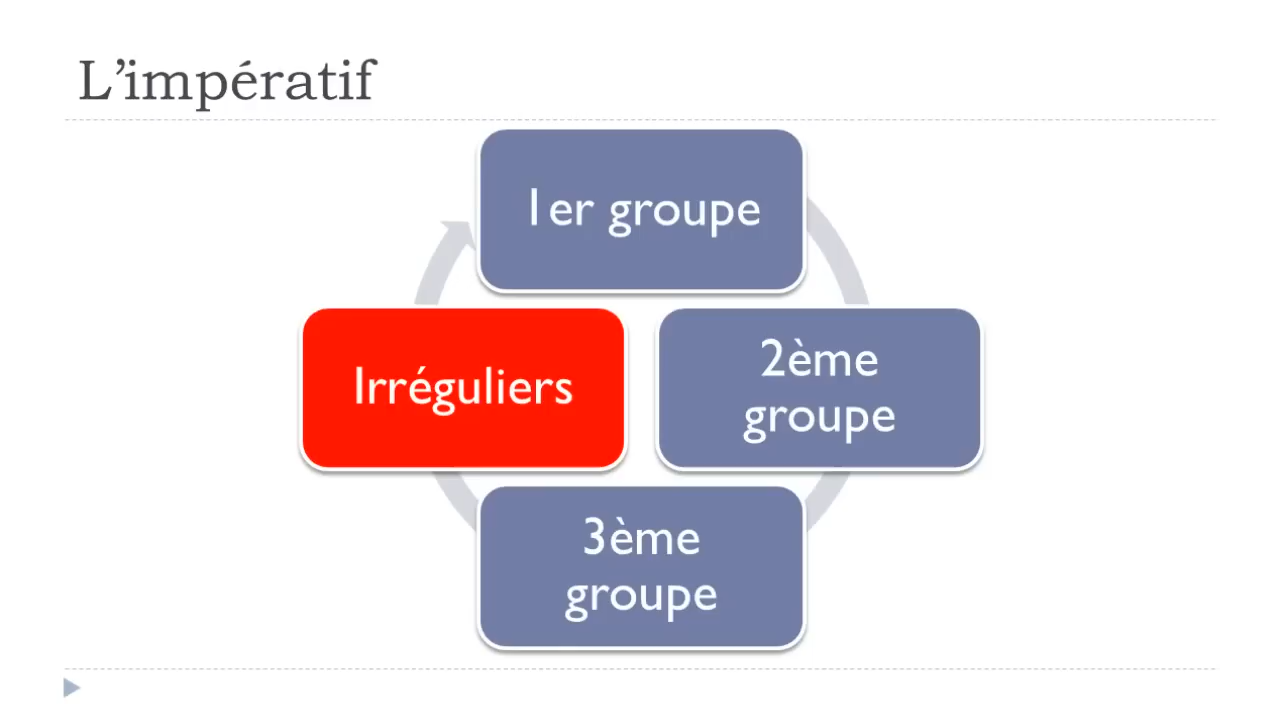 L’impératif
1er groupe
Irréguliers
2ème
groupe
3ème
groupe